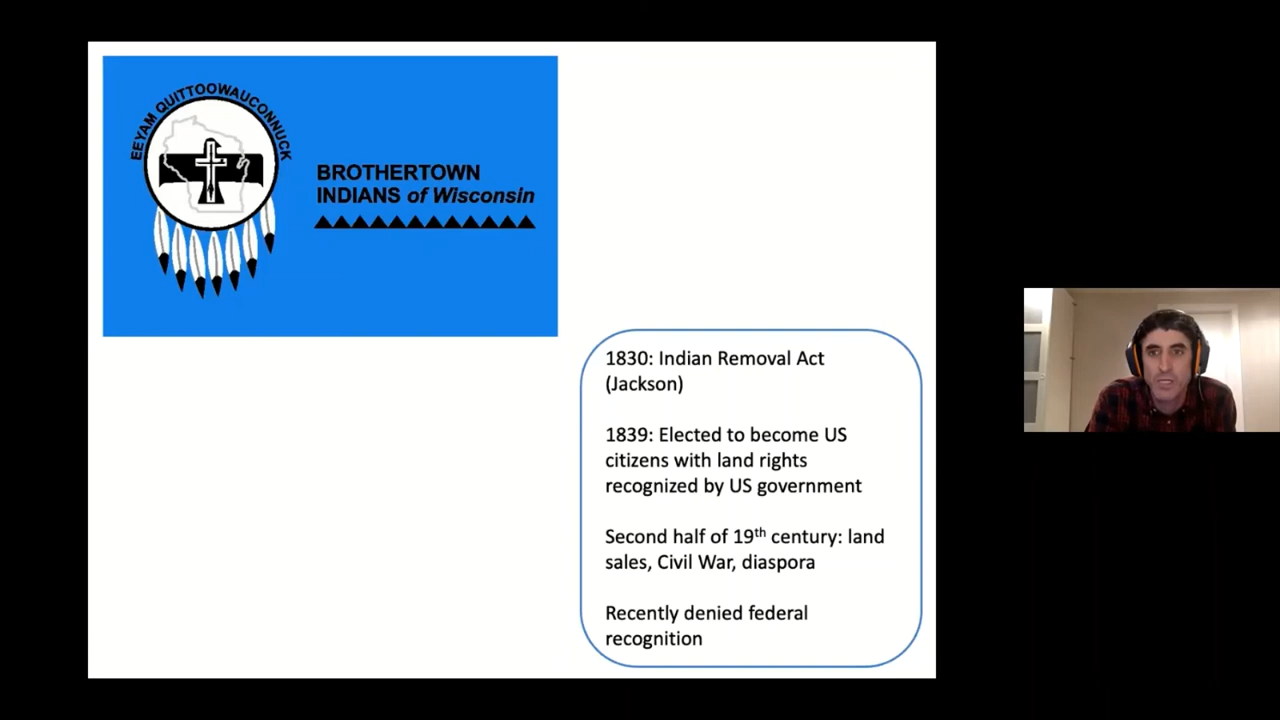 EEYAM QUITTOOWAUCONNUCK
BROTHERTOWN
INDIANS of Wisconsin
1830: Indian Removal Act
(Jackson)
1839: Elected to become US
citizens with land rights
recognized by US government
Second half of 19th century: land
sales, Civil War, diaspora
Recently denied federal
recognition